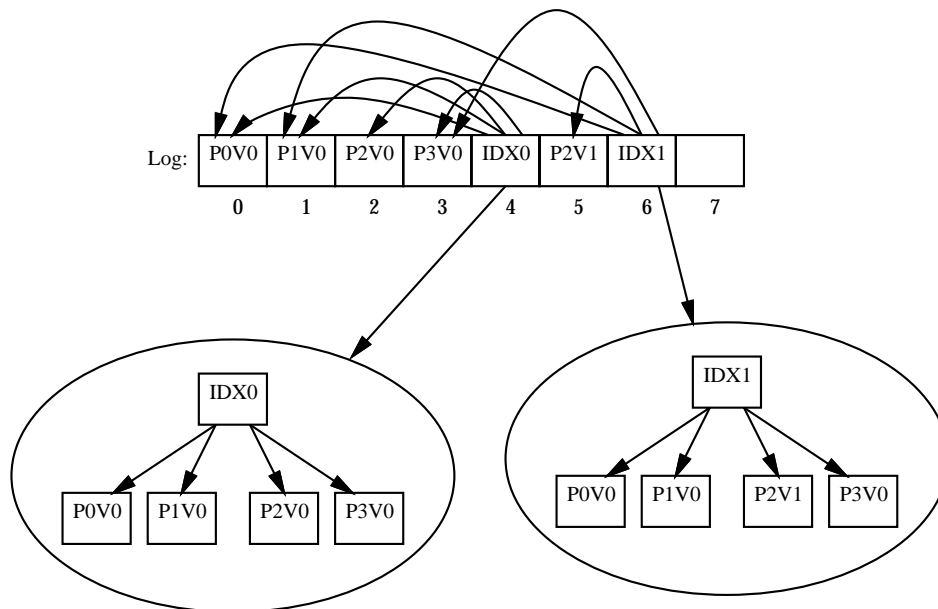 Log: P0V0 P1V0 P2V0 P3V0 IDX0 P2V1 IDX1
0 1 2 3 4 5 6 7
IDX0
P0V0 P1V0 P2V0 P3V0
IDX1
P0V0 P1V0 P2V1 P3V0